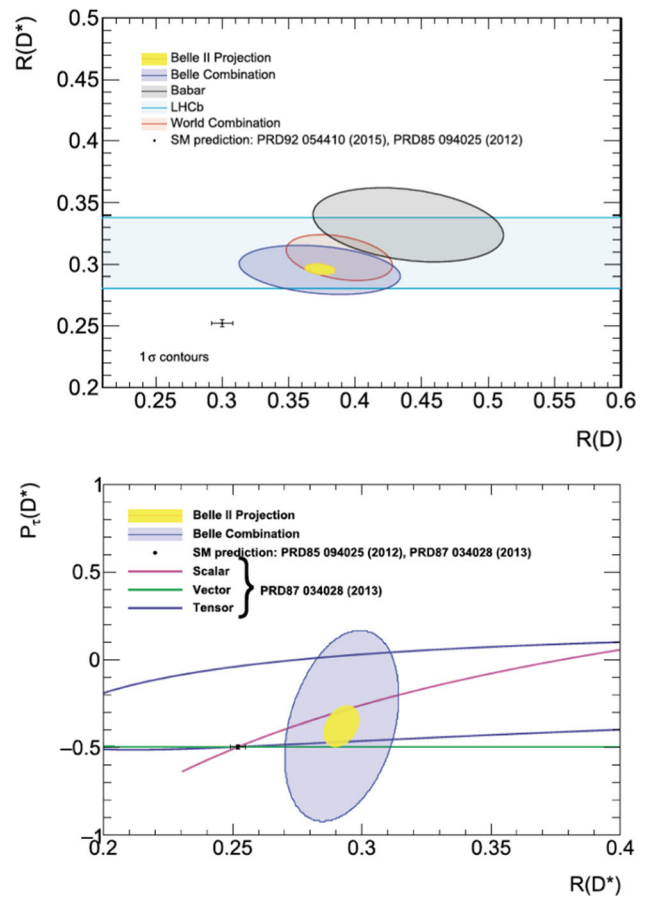 R(D*)
0.5
0.45
0.4
0.35
0.3
0.25
0.2
Belle II Projection
Belle Combination
Babar
LHCb
World Combination
SM prediction: PRD92 054410 (2015), PRD85 094025 (2012)
1σ contours
0.25 0.3 0.35 0.4 0.45 0.5 0.55 0.6
R(D)
Pτ(D*)
1
0.5
0
−0.5
−1
Belle II Projection
Belle Combination
SM prediction: PRD85 094025 (2012), PRD87 034028 (2013)
Scalar
Vector
Tensor
} PRD87 034028 (2013)
0.2 0.25 0.3 0.35 0.4
R(D*)